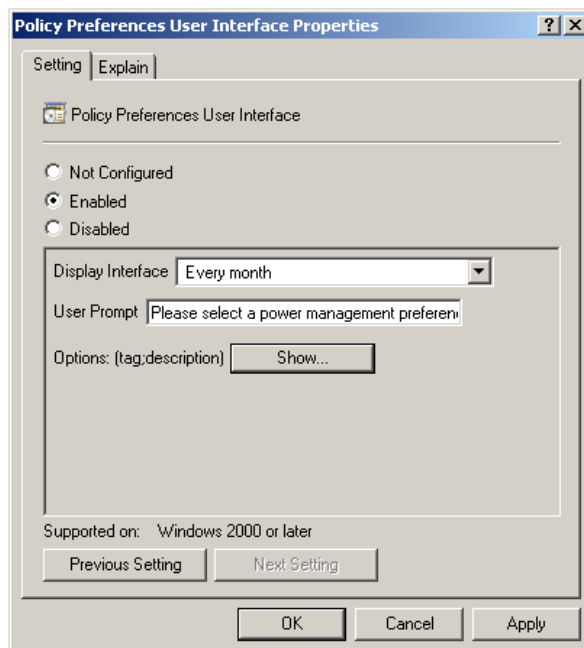 Policy Preferences User Interface Properties
Setting
Explain
Policy Preferences User Interface
Not Configured
Enabled
Disabled
Display Interface Every month
User Prompt Please select a power management preferen
Options: (tag;description) Show...
Supported on: Windows 2000 or later
Previous Setting Next Setting
OK Cancel Apply